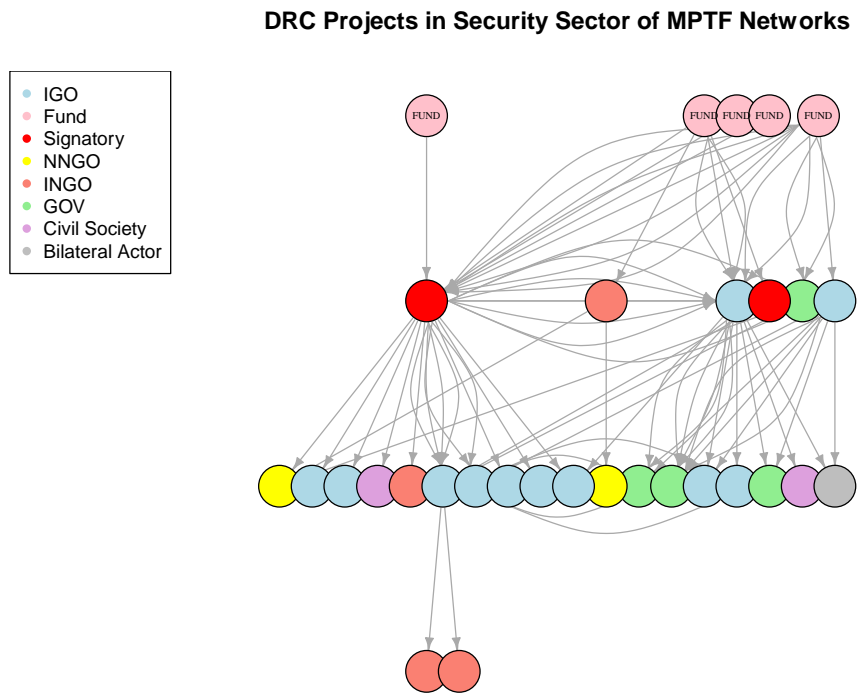 DRC Projects in Security Sector of MPTF Networks
IGO
Fund
Signatory
NNGO
INGO
GOV
Civil Society
Bilateral Actor
FUND
FUND
FUND
FUND
FUND